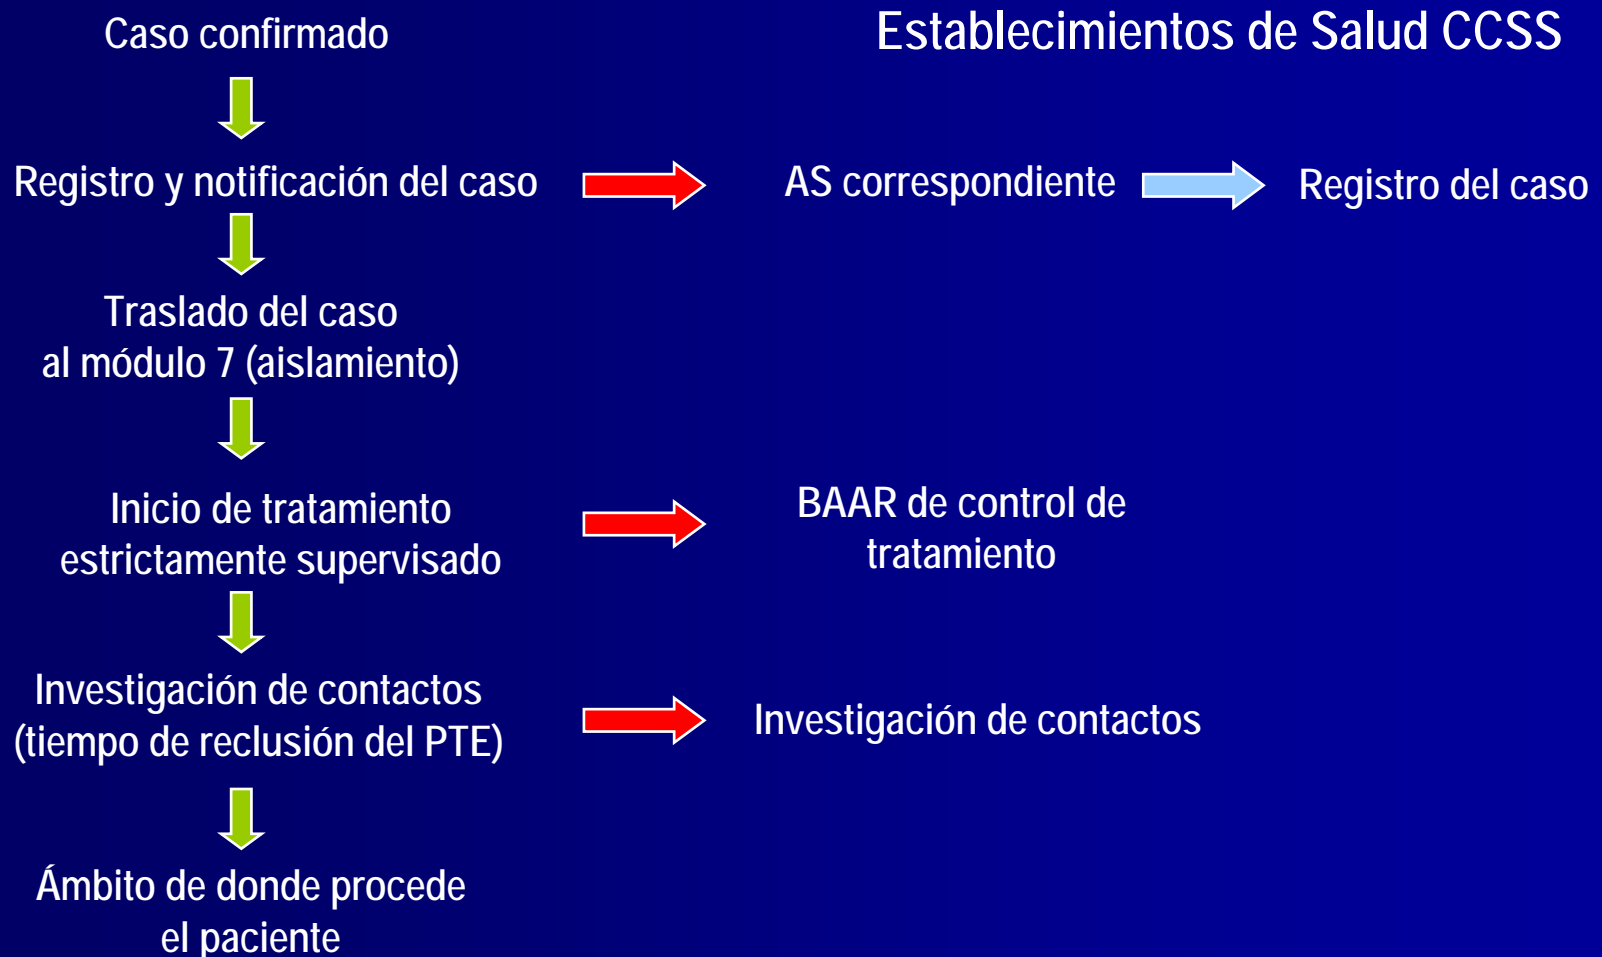 Caso confirmado
Establecimientos de Salud CCSS
Registro y notificación del caso
AS correspondiente
Registro del caso
Traslado del caso
al módulo 7 (aislamiento)
Inicio de tratamiento
estrictamente supervisado
BAAR de control de
tratamiento
Investigación de contactos
(tiempo de reclusión del PTE)
Investigación de contactos
Ámbito de donde procede
el paciente